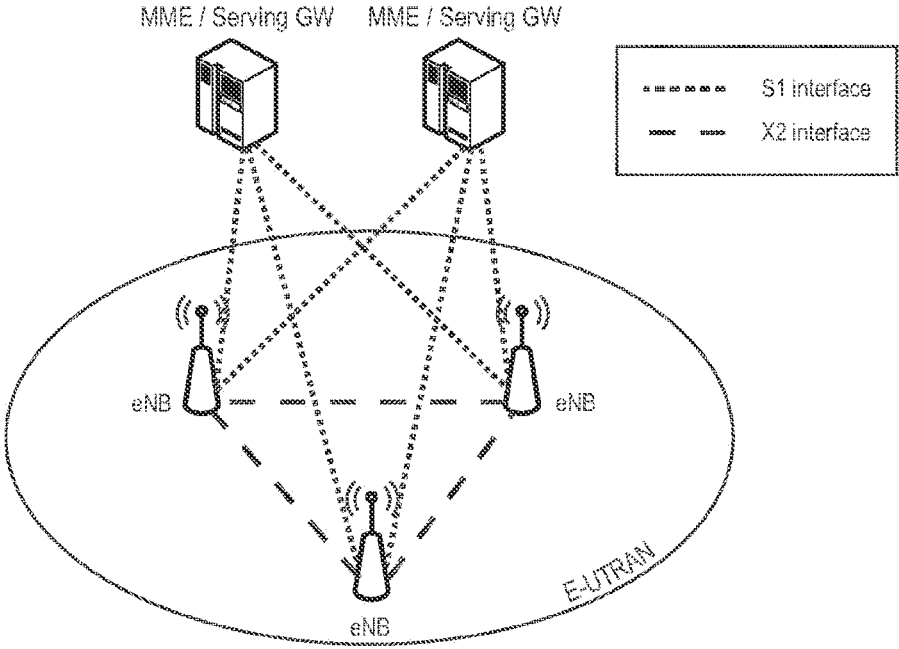 MME / Serving GW
MME / Serving GW
S1 interface
X2 interface
eNB
eNB
eNB
E-UTRAN